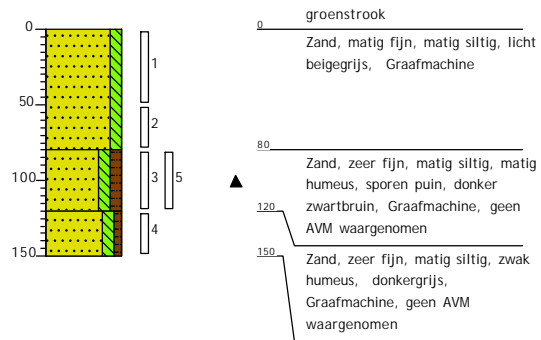 0
50
100
150
1
2
3
5
4
groenstrook
0
Zand, matig fijn, matig siltig, licht
beigegrijs, Graafmachine
80
Zand, zeer fijn, matig siltig, matig
humeus, sporen puin, donker
zwartbruin, Graafmachine, geen
AVM waargenomen
120
150
Zand, zeer fijn, matig siltig, zwak
humeus, donkergrijs,
Graafmachine, geen AVM
waargenomen